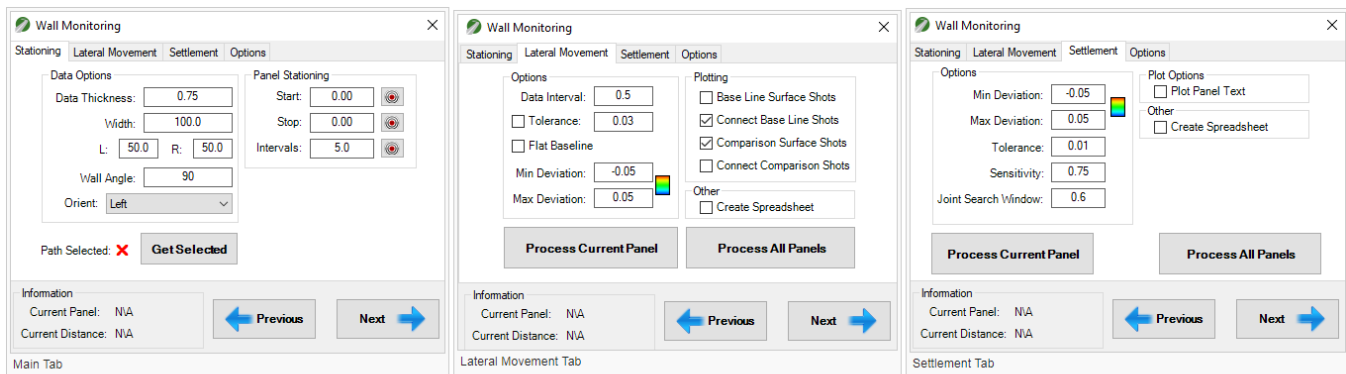 Wall Monitoring
Stationing Lateral Movement Settlement Options
Data Options
Data Thickness: 0.75
Width: 100.0
L: 50.0 R: 50.0
Wall Angle: 90
Orient: Left
Panel Stationing
Start: 0.00
Stop: 0.00
Intervals: 5.0
Path Selected: Get Selected
Information
Current Panel: N\A
Current Distance: N\A
Previous
Next
Main Tab
Wall Monitoring
Stationing Lateral Movement Settlement Options
Options
Data Interval: 0.5
Tolerance: 0.03
Flat Baseline
Min Deviation: -0.05
Max Deviation: 0.05
Plotting
Base Line Surface Shots
Connect Base Line Shots
Comparison Surface Shots
Connect Comparison Shots
Other
Create Spreadsheet
Process Current Panel
Process All Panels
Information
Current Panel: N\A
Current Distance: N\A
Previous
Next
Lateral Movement Tab
Wall Monitoring
Stationing Lateral Movement Settlement Options
Options
Min Deviation: -0.05
Max Deviation: 0.05
Tolerance: 0.01
Sensitivity: 0.75
Joint Search Window: 0.6
Plot Options
Plot Panel Text
Other
Create Spreadsheet
Process Current Panel
Process All Panels
Information
Current Panel: N\A
Current Distance: N\A
Previous
Next
Settlement Tab